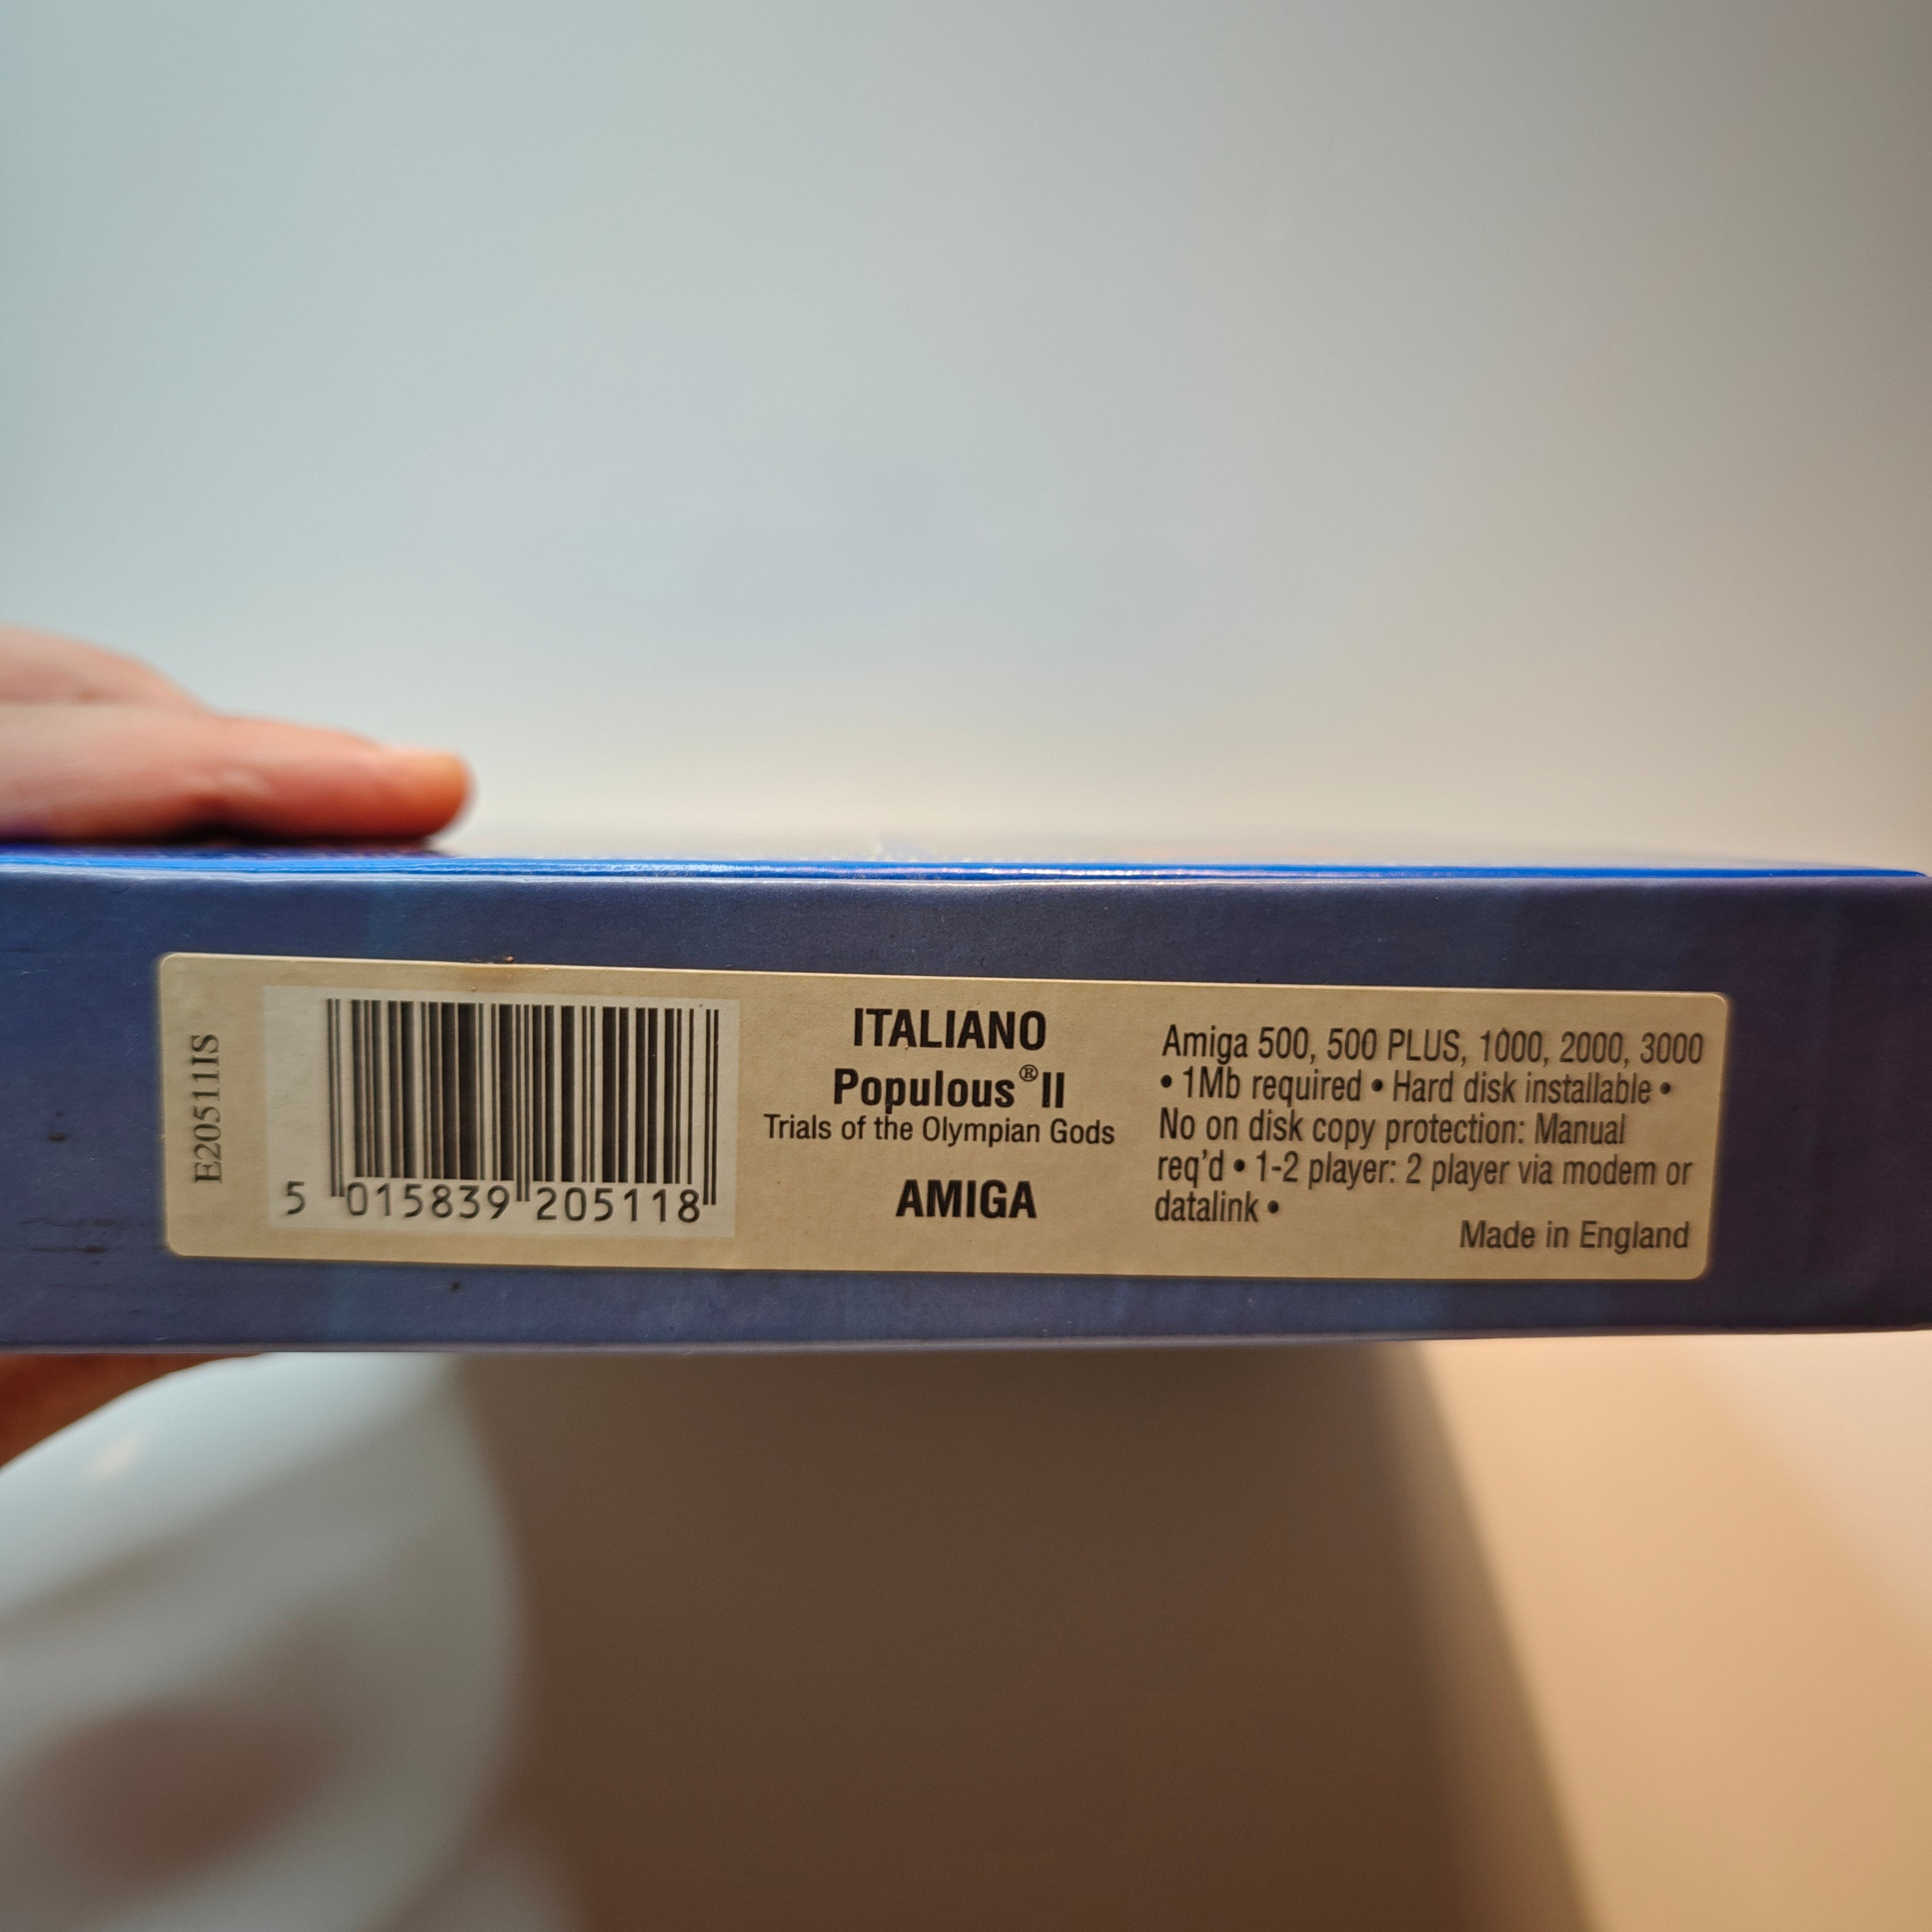 E20511IS
5 015839 205118
ITALIANO
Populous® II
Trials of the Olympian Gods
AMIGA
Amiga 500, 500 PLUS, 1000, 2000, 3000
• 1Mb required • Hard disk installable •
No on disk copy protection: Manual
req'd • 1-2 player: 2 player via modem or
datalink •
Made in England